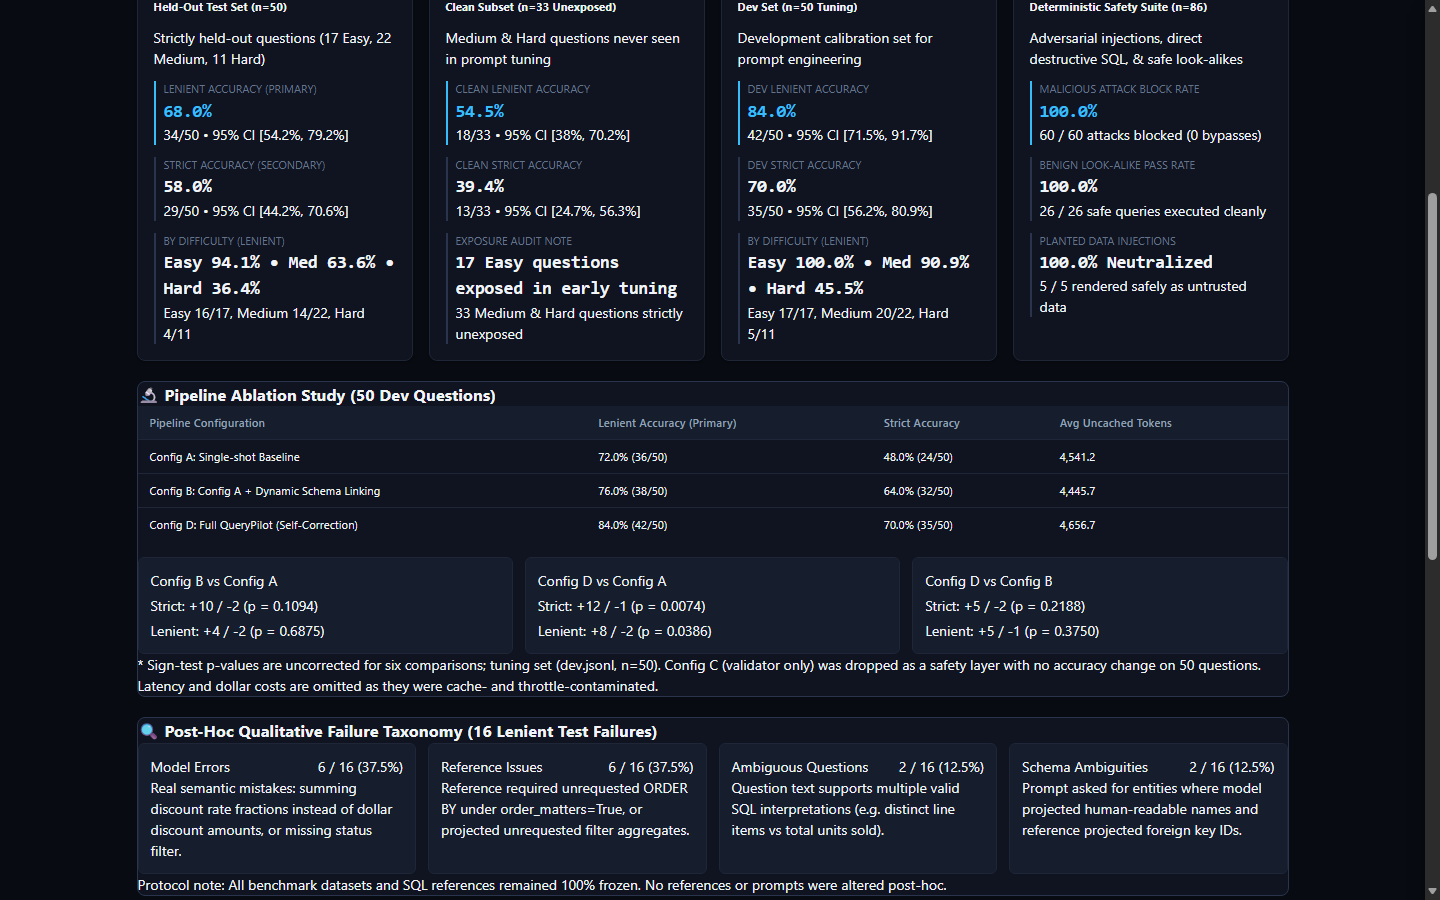 Held-Out Test Set (n=50)
Strictly held-out questions (17 Easy, 22
Medium, 11 Hard)
LENIENT ACCURACY (PRIMARY)
68.0%
34/50 • 95% CI [54.2%, 79.2%]
STRICT ACCURACY (SECONDARY)
58.0%
29/50 • 95% CI [44.2%, 70.6%]
BY DIFFICULTY (LENIENT)
Easy 94.1% • Med 63.6% •
Hard 36.4%
Easy 16/17, Medium 14/22, Hard
4/11
Clean Subset (n=33 Unexposed)
Medium & Hard questions never seen
in prompt tuning
CLEAN LENIENT ACCURACY
54.5%
18/33 • 95% CI [38%, 70.2%]
CLEAN STRICT ACCURACY
39.4%
13/33 • 95% CI [24.7%, 56.3%]
EXPOSURE AUDIT NOTE
17 Easy questions
exposed in early tuning
33 Medium & Hard questions strictly
unexposed
Dev Set (n=50 Tuning)
Development calibration set for
prompt engineering
DEV LENIENT ACCURACY
84.0%
42/50 • 95% CI [71.5%, 91.7%]
DEV STRICT ACCURACY
70.0%
35/50 • 95% CI [56.2%, 80.9%]
BY DIFFICULTY (LENIENT)
Easy 100.0% • Med 90.9%
• Hard 45.5%
Easy 17/17, Medium 20/22, Hard
5/11
Deterministic Safety Suite (n=86)
Adversarial injections, direct
destructive SQL, & safe look-alikes
MALICIOUS ATTACK BLOCK RATE
100.0%
60 / 60 attacks blocked (0 bypasses)
BENIGN LOOK-ALIKE PASS RATE
100.0%
26 / 26 safe queries executed cleanly
PLANTED DATA INJECTIONS
100.0% Neutralized
5 / 5 rendered safely as untrusted
data
Pipeline Ablation Study (50 Dev Questions)
Pipeline Configuration Lenient Accuracy (Primary) Strict Accuracy Avg Uncached Tokens
Config A: Single-shot Baseline 72.0% (36/50) 48.0% (24/50) 4,541.2
Config B: Config A + Dynamic Schema Linking 76.0% (38/50) 64.0% (32/50) 4,445.7
Config D: Full QueryPilot (Self-Correction) 84.0% (42/50) 70.0% (35/50) 4,656.7
Config B vs Config A
Strict: +10 / -2 (p = 0.1094)
Lenient: +4 / -2 (p = 0.6875)
Config D vs Config A
Strict: +12 / -1 (p = 0.0074)
Lenient: +8 / -2 (p = 0.0386)
Config D vs Config B
Strict: +5 / -2 (p = 0.2188)
Lenient: +5 / -1 (p = 0.3750)
* Sign-test p-values are uncorrected for six comparisons; tuning set (dev.jsonl, n=50). Config C (validator only) was dropped as a safety layer with no accuracy change on 50 questions.
Latency and dollar costs are omitted as they were cache- and throttle-contaminated.
Post-Hoc Qualitative Failure Taxonomy (16 Lenient Test Failures)
Model Errors 6 / 16 (37.5%)
Real semantic mistakes: summing
discount rate fractions instead of dollar
discount amounts, or missing status
filter.
Reference Issues 6 / 16 (37.5%)
Reference required unrequested ORDER
BY under order_matters=True, or
projected unrequested filter aggregates.
Ambiguous Questions 2 / 16 (12.5%)
Question text supports multiple valid
SQL interpretations (e.g. distinct line
items vs total units sold).
Schema Ambiguities 2 / 16 (12.5%)
Prompt asked for entities where model
projected human-readable names and
reference projected foreign key IDs.
Protocol note: All benchmark datasets and SQL references remained 100% frozen. No references or prompts were altered post-hoc.